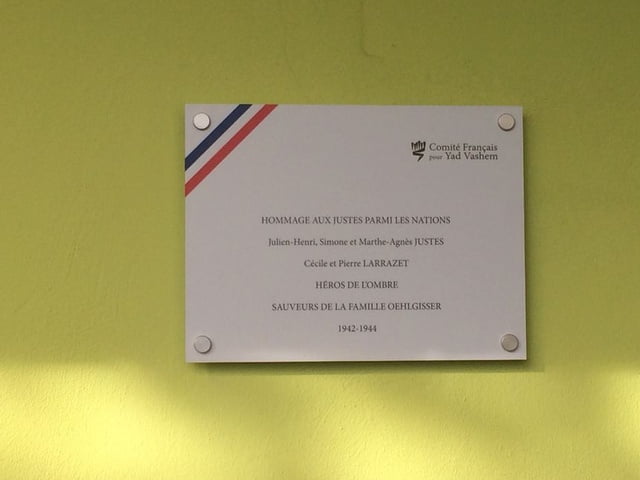 Comité Français
pour Yad Vashem
HOMMAGE AUX JUSTES PARMI LES NATIONS
Julien-Henri, Simone et Marthe-Agnès JUSTES
Cécile et Pierre LARRAZET
HÉROS DE L'OMBRE
SAUVEURS DE LA FAMILLE OEHLGISSER
1942-1944